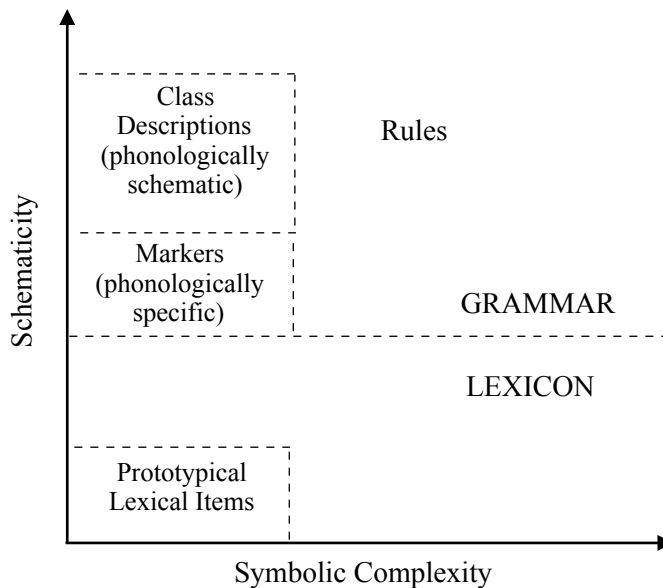 Class
Descriptions
(phonologically
schematic)
Rules
Schematicity
Markers
(phonologically
specific)
GRAMMAR
LEXICON
Prototypical
Lexical Items
Symbolic Complexity